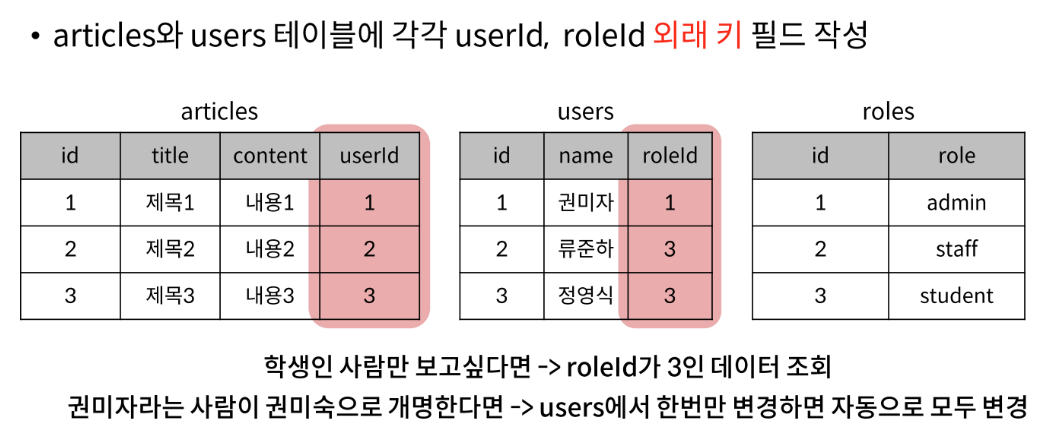 • articles와 users 테이블에 각각 userId, roleId 외래 키 필드 작성
articles
id title content userId
1 제목1 내용1 1
2 제목2 내용2 2
3 제목3 내용3 3
users
id name roleId
1 권미자 1
2 류준하 3
3 정영식 3
roles
id role
1 admin
2 staff
3 student
학생인 사람만 보고싶다면 -> roleId가 3인 데이터 조회
권미자라는 사람이 권미숙으로 개명한다면 -> users에서 한번만 변경하면 자동으로 모두 변경